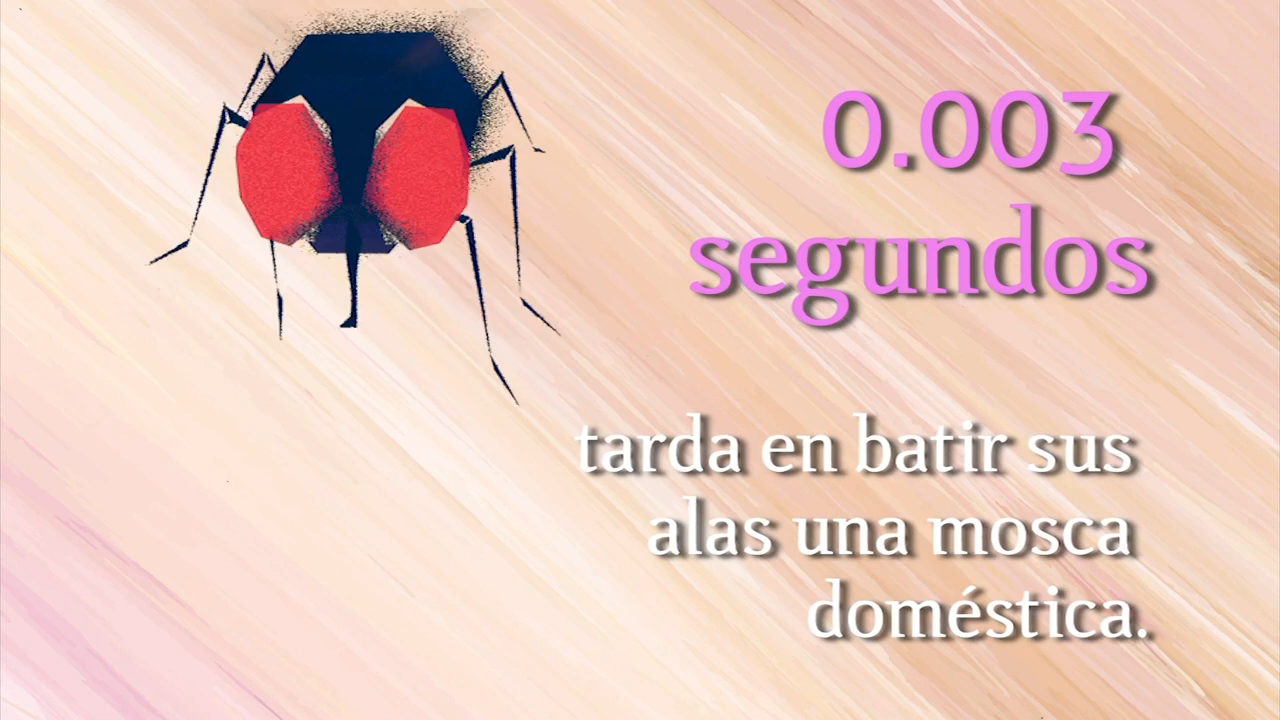 0.003
segundos
tarda en batir sus
alas una mosca
doméstica.